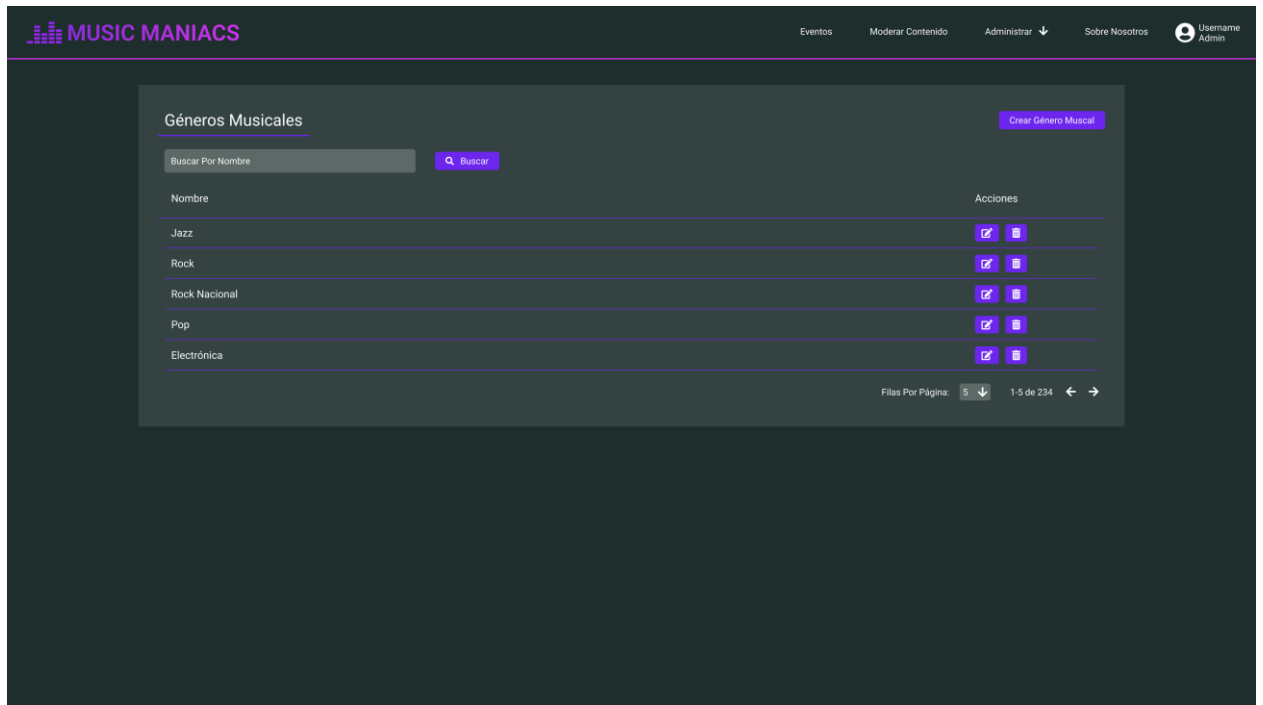 MUSIC MANIACS
Eventos
Moderar Contenido
Administrar
Sobre Nosotros
Username
Admin
Géneros Musicales
Crear Género Muscal
Buscar Por Nombre
Buscar
Nombre
Acciones
Jazz
Rock
Rock Nacional
Pop
Electrónica
Filas Por Página: 5 1-5 de 234